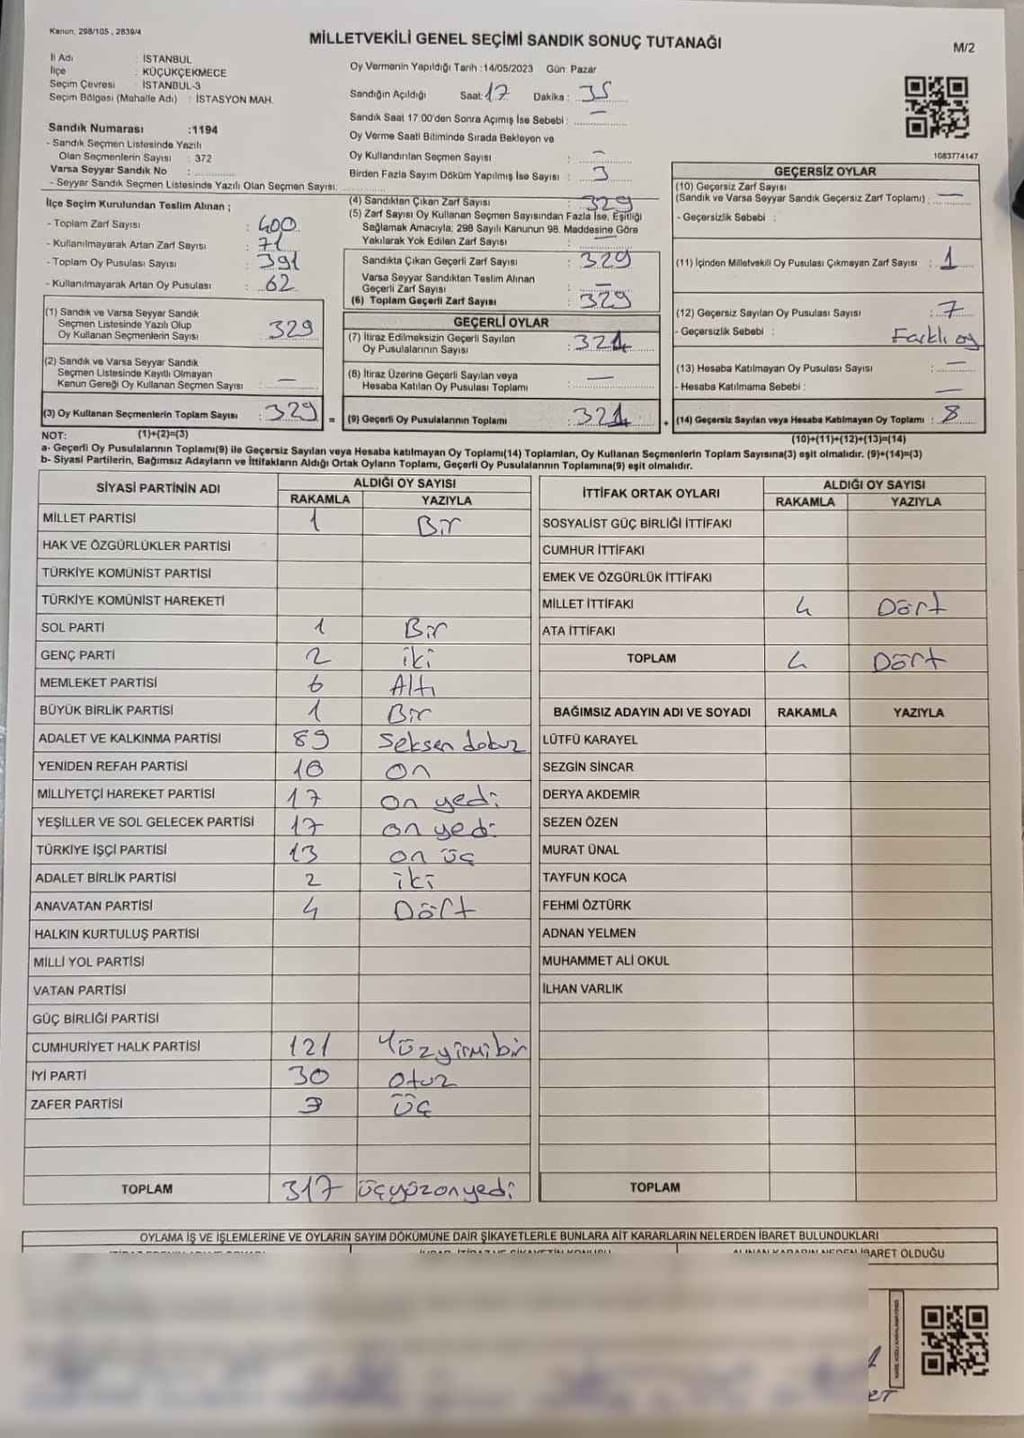 Kanun: 298/105, 2839/4
MİLLETVEKİLİ GENEL SEÇİMİ SANDIK SONUÇ TUTANAĞI
M/2
İl Adı : İSTANBUL
İlçe : KÜÇÜKÇEKMECE
Seçim Çevresi : İSTANBUL-3
Seçim Bölgesi (Mahalle Adı) : İSTASYON MAH.
Sandık Numarası :1194
- Sandık Seçmen Listesinde Yazılı
Olan Seçmenlerin Sayısı : 372
Varsa Seyyar Sandık No :
- Seyyar Sandık Seçmen Listesinde Yazılı Olan Seçmen Sayısı:
İlçe Seçim Kurulundan Teslim Alınan ;
- Toplam Zarf Sayısı : 400
- Kullanılmayarak Artan Zarf Sayısı : 71
- Toplam Oy Pusulası Sayısı : 391
- Kullanılmayarak Artan Oy Pusulası : 62
(1) Sandık ve Varsa Seyyar Sandık
Seçmen Listesinde Yazılı Olup
Oy Kullanan Seçmenlerin Sayısı : 329
(2) Sandık ve Varsa Seyyar Sandık
Seçmen Listesinde Kayıtlı Olmayan
Kanun Gereği Oy Kullanan Seçmen Sayısı : —
(3) Oy Kullanan Seçmenlerin Toplam Sayısı : 329
Oy Vermenin Yapıldığı Tarih :14/05/2023 Gün: Pazar
Sandığın Açıldığı Saat: 17 Dakika : 35
Sandık Saat 17:00'den Sonra Açılmış İse Sebebi : —
Oy Verme Saati Bitiminde Sırada Bekleyen ve
Oy Kullandırılan Seçmen Sayısı : —
Birden Fazla Sayım Döküm Yapılmış İse Sayısı : 3
(4) Sandıktan Çıkan Zarf Sayısı : 329
(5) Zarf Sayısı Oy Kullanan Seçmen Sayısından Fazla İse, Eşitliği
Sağlamak Amacıyla, 298 Sayılı Kanunun 98. Maddesine Göre
Yakılarak Yok Edilen Zarf Sayısı : —
Sandıkta Çıkan Geçerli Zarf Sayısı : 329
Varsa Seyyar Sandıktan Teslim Alınan
Geçerli Zarf Sayısı : —
(6) Toplam Geçerli Zarf Sayısı : 329
GEÇERLİ OYLAR
(7) İtiraz Edilmeksizin Geçerli Sayılan
Oy Pusulalarının Sayısı : 321
(8) İtiraz Üzerine Geçerli Sayılan veya
Hesaba Katılan Oy Pusulası Toplamı : —
= (9) Geçerli Oy Pusulalarının Toplamı : 321
1083774147
GEÇERSİZ OYLAR
(10) Geçersiz Zarf Sayısı
(Sandık ve Varsa Seyyar Sandık Geçersiz Zarf Toplamı) : —
- Geçersizlik Sebebi :
(11) İçinden Milletvekili Oy Pusulası Çıkmayan Zarf Sayısı : 1
(12) Geçersiz Sayılan Oy Pusulası Sayısı : 7
- Geçersizlik Sebebi : Farklı oy
(13) Hesaba Katılmayan Oy Pusulası Sayısı : —
- Hesaba Katılmama Sebebi : —
+ (14) Geçersiz Sayılan veya Hesaba Katılmayan Oy Toplamı : 8
NOT: (1)+(2)=(3)
(10)+(11)+(12)+(13)=(14)
a- Geçerli Oy Pusulalarının Toplamı(9) ile Geçersiz Sayılan veya Hesaba katılmayan Oy Toplamı(14) Toplamları, Oy Kullanan Seçmenlerin Toplam Sayısına(3) eşit olmalıdır. (9)+(14)=(3)
b- Siyasi Partilerin, Bağımsız Adayların ve İttifakların Aldığı Ortak Oyların Toplamı, Geçerli Oy Pusulalarının Toplamına(9) eşit olmalıdır.
SİYASİ PARTİNİN ADI ALDIĞI OY SAYISI
RAKAMLA YAZIYLA
MİLLET PARTİSİ 1 Bir
HAK VE ÖZGÜRLÜKLER PARTİSİ
TÜRKİYE KOMÜNİST PARTİSİ
TÜRKİYE KOMÜNİST HAREKETİ
SOL PARTİ 1 Bir
GENÇ PARTİ 2 iki
MEMLEKET PARTİSİ 6 Altı
BÜYÜK BİRLİK PARTİSİ 1 Bir
ADALET VE KALKINMA PARTİSİ 89 Seksen dokuz
YENİDEN REFAH PARTİSİ 10 on
MİLLİYETÇİ HAREKET PARTİSİ 17 on yedi
YEŞİLLER VE SOL GELECEK PARTİSİ 17 on yedi
TÜRKİYE İŞÇİ PARTİSİ 13 on üç
ADALET BİRLİK PARTİSİ 2 iki
ANAVATAN PARTİSİ 4 Dört
HALKIN KURTULUŞ PARTİSİ
MİLLİ YOL PARTİSİ
VATAN PARTİSİ
GÜÇ BİRLİĞİ PARTİSİ
CUMHURİYET HALK PARTİSİ 121 Yüzyirmibir
İYİ PARTİ 30 otuz
ZAFER PARTİSİ 3 üç
TOPLAM 317 üçyüzonyedi
İTTİFAK ORTAK OYLARI ALDIĞI OY SAYISI
RAKAMLA YAZIYLA
SOSYALİST GÜÇ BİRLİĞİ İTTİFAKI
CUMHUR İTTİFAKI
EMEK VE ÖZGÜRLÜK İTTİFAKI
MİLLET İTTİFAKI 4 Dört
ATA İTTİFAKI
TOPLAM 4 Dört
BAĞIMSIZ ADAYIN ADI VE SOYADI RAKAMLA YAZIYLA
LÜTFÜ KARAYEL
SEZGİN SİNCAR
DERYA AKDEMİR
SEZEN ÖZEN
MURAT ÜNAL
TAYFUN KOCA
FEHMİ ÖZTÜRK
ADNAN YELMEN
MUHAMMET ALİ OKUL
İLHAN VARLIK
TOPLAM
OYLAMA İŞ VE İŞLEMLERİNE VE OYLARIN SAYIM DÖKÜMÜNE DAİR ŞİKAYETLERLE BUNLARA AİT KARARLARIN NELERDEN İBARET BULUNDUKLARI
ALINAN KARARIN NEDEN İBARET OLDUĞU